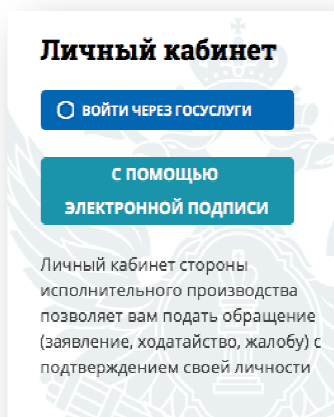 Личный кабинет
ВОЙТИ ЧЕРЕЗ ГОСУСЛУГИ
С ПОМОЩЬЮ
ЭЛЕКТРОННОЙ ПОДПИСИ
Личный кабинет стороны
исполнительного производства
позволяет вам подать обращение
(заявление, ходатайство, жалобу) с
подтверждением своей личности